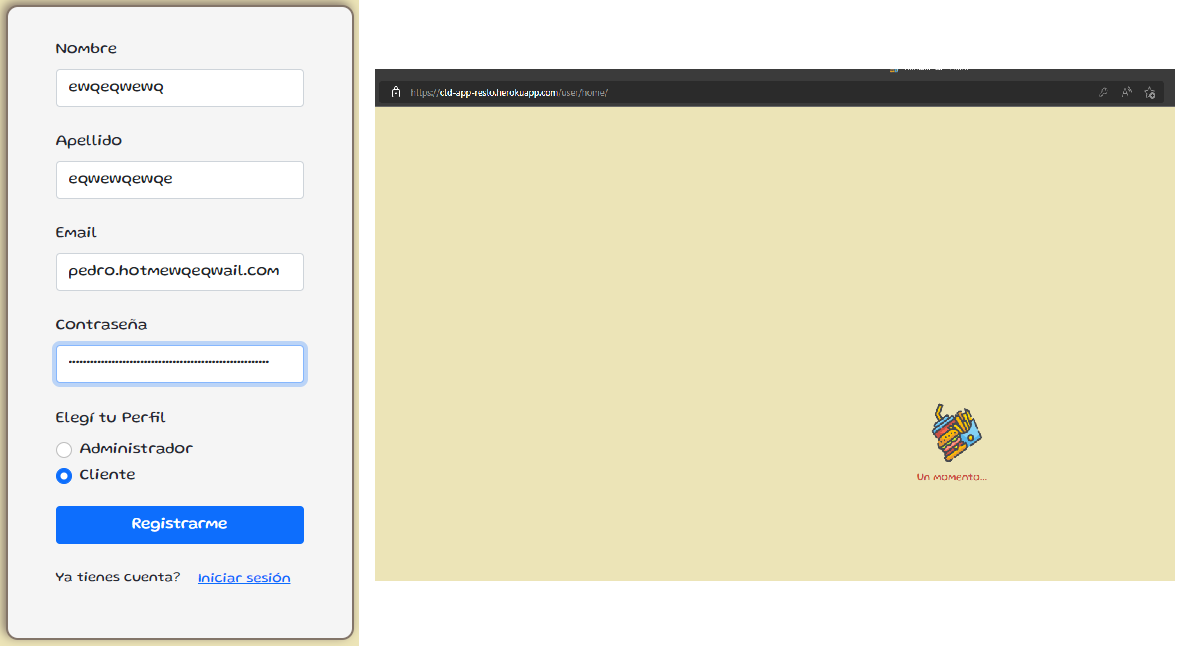 Nombre
ewqeqwewq
Apellido
eqwewqewqe
Email
pedro.hotmewqeqwail.com
Contraseña
Elegí tu Perfil
Administrador
Cliente
Registrarme
Ya tienes cuenta? Iniciar sesión
https://ctd-app-resto.herokuapp.com/user/home/
Un momento...